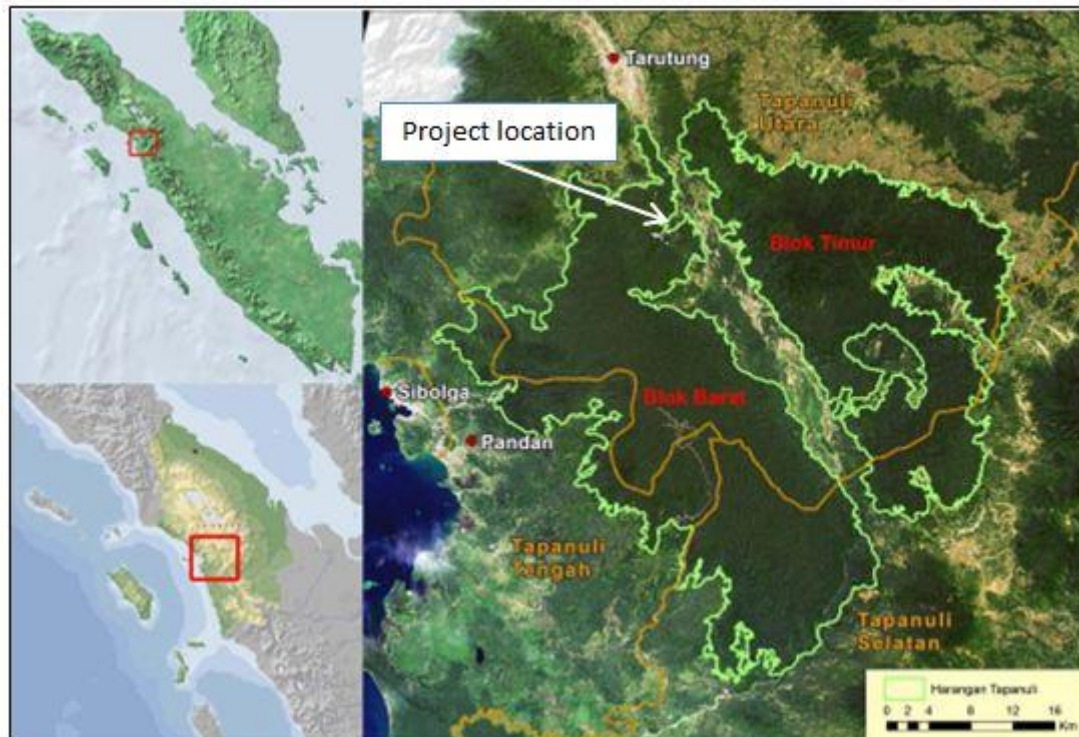 Tarutung
Tapanuli
Utara
Project location
Blok Timur
Sibolga
Blok Barat
Pandan
Tapanuli
Tengah
Tapanuli
Selatan
Harangan Tapanuli
0 2 4 8 12 16
Km